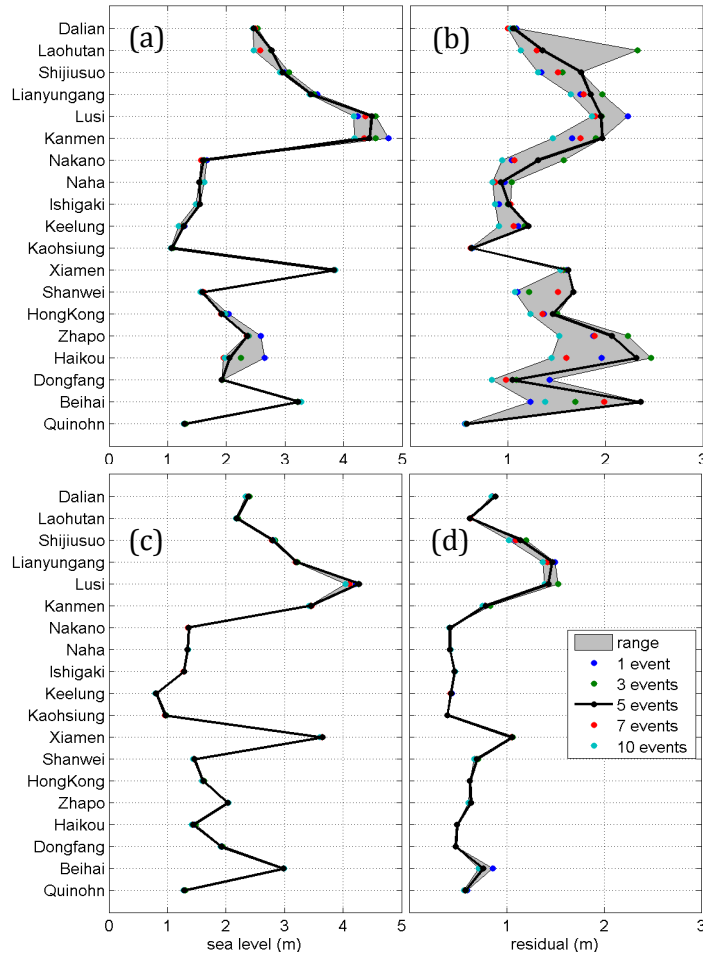 (a)
(b)
Dalian
Laohutan
Shijiusuo
Lianyungang
Lusi
Kanmen
Nakano
Naha
Ishigaki
Keelung
Kaohsiung
Xiamen
Shanwei
HongKong
Zhapo
Haikou
Dongfang
Beihai
Quinohn
0 1 2 3 4 5
1 2 3
(c)
(d)
Dalian
Laohutan
Shijiusuo
Lianyungang
Lusi
Kanmen
Nakano
Naha
Ishigaki
Keelung
Kaohsiung
Xiamen
Shanwei
HongKong
Zhapo
Haikou
Dongfang
Beihai
Quinohn
range
1 event
3 events
5 events
7 events
10 events
0 1 2 3 4 0
1 2 3
sea level (m)
residual (m)